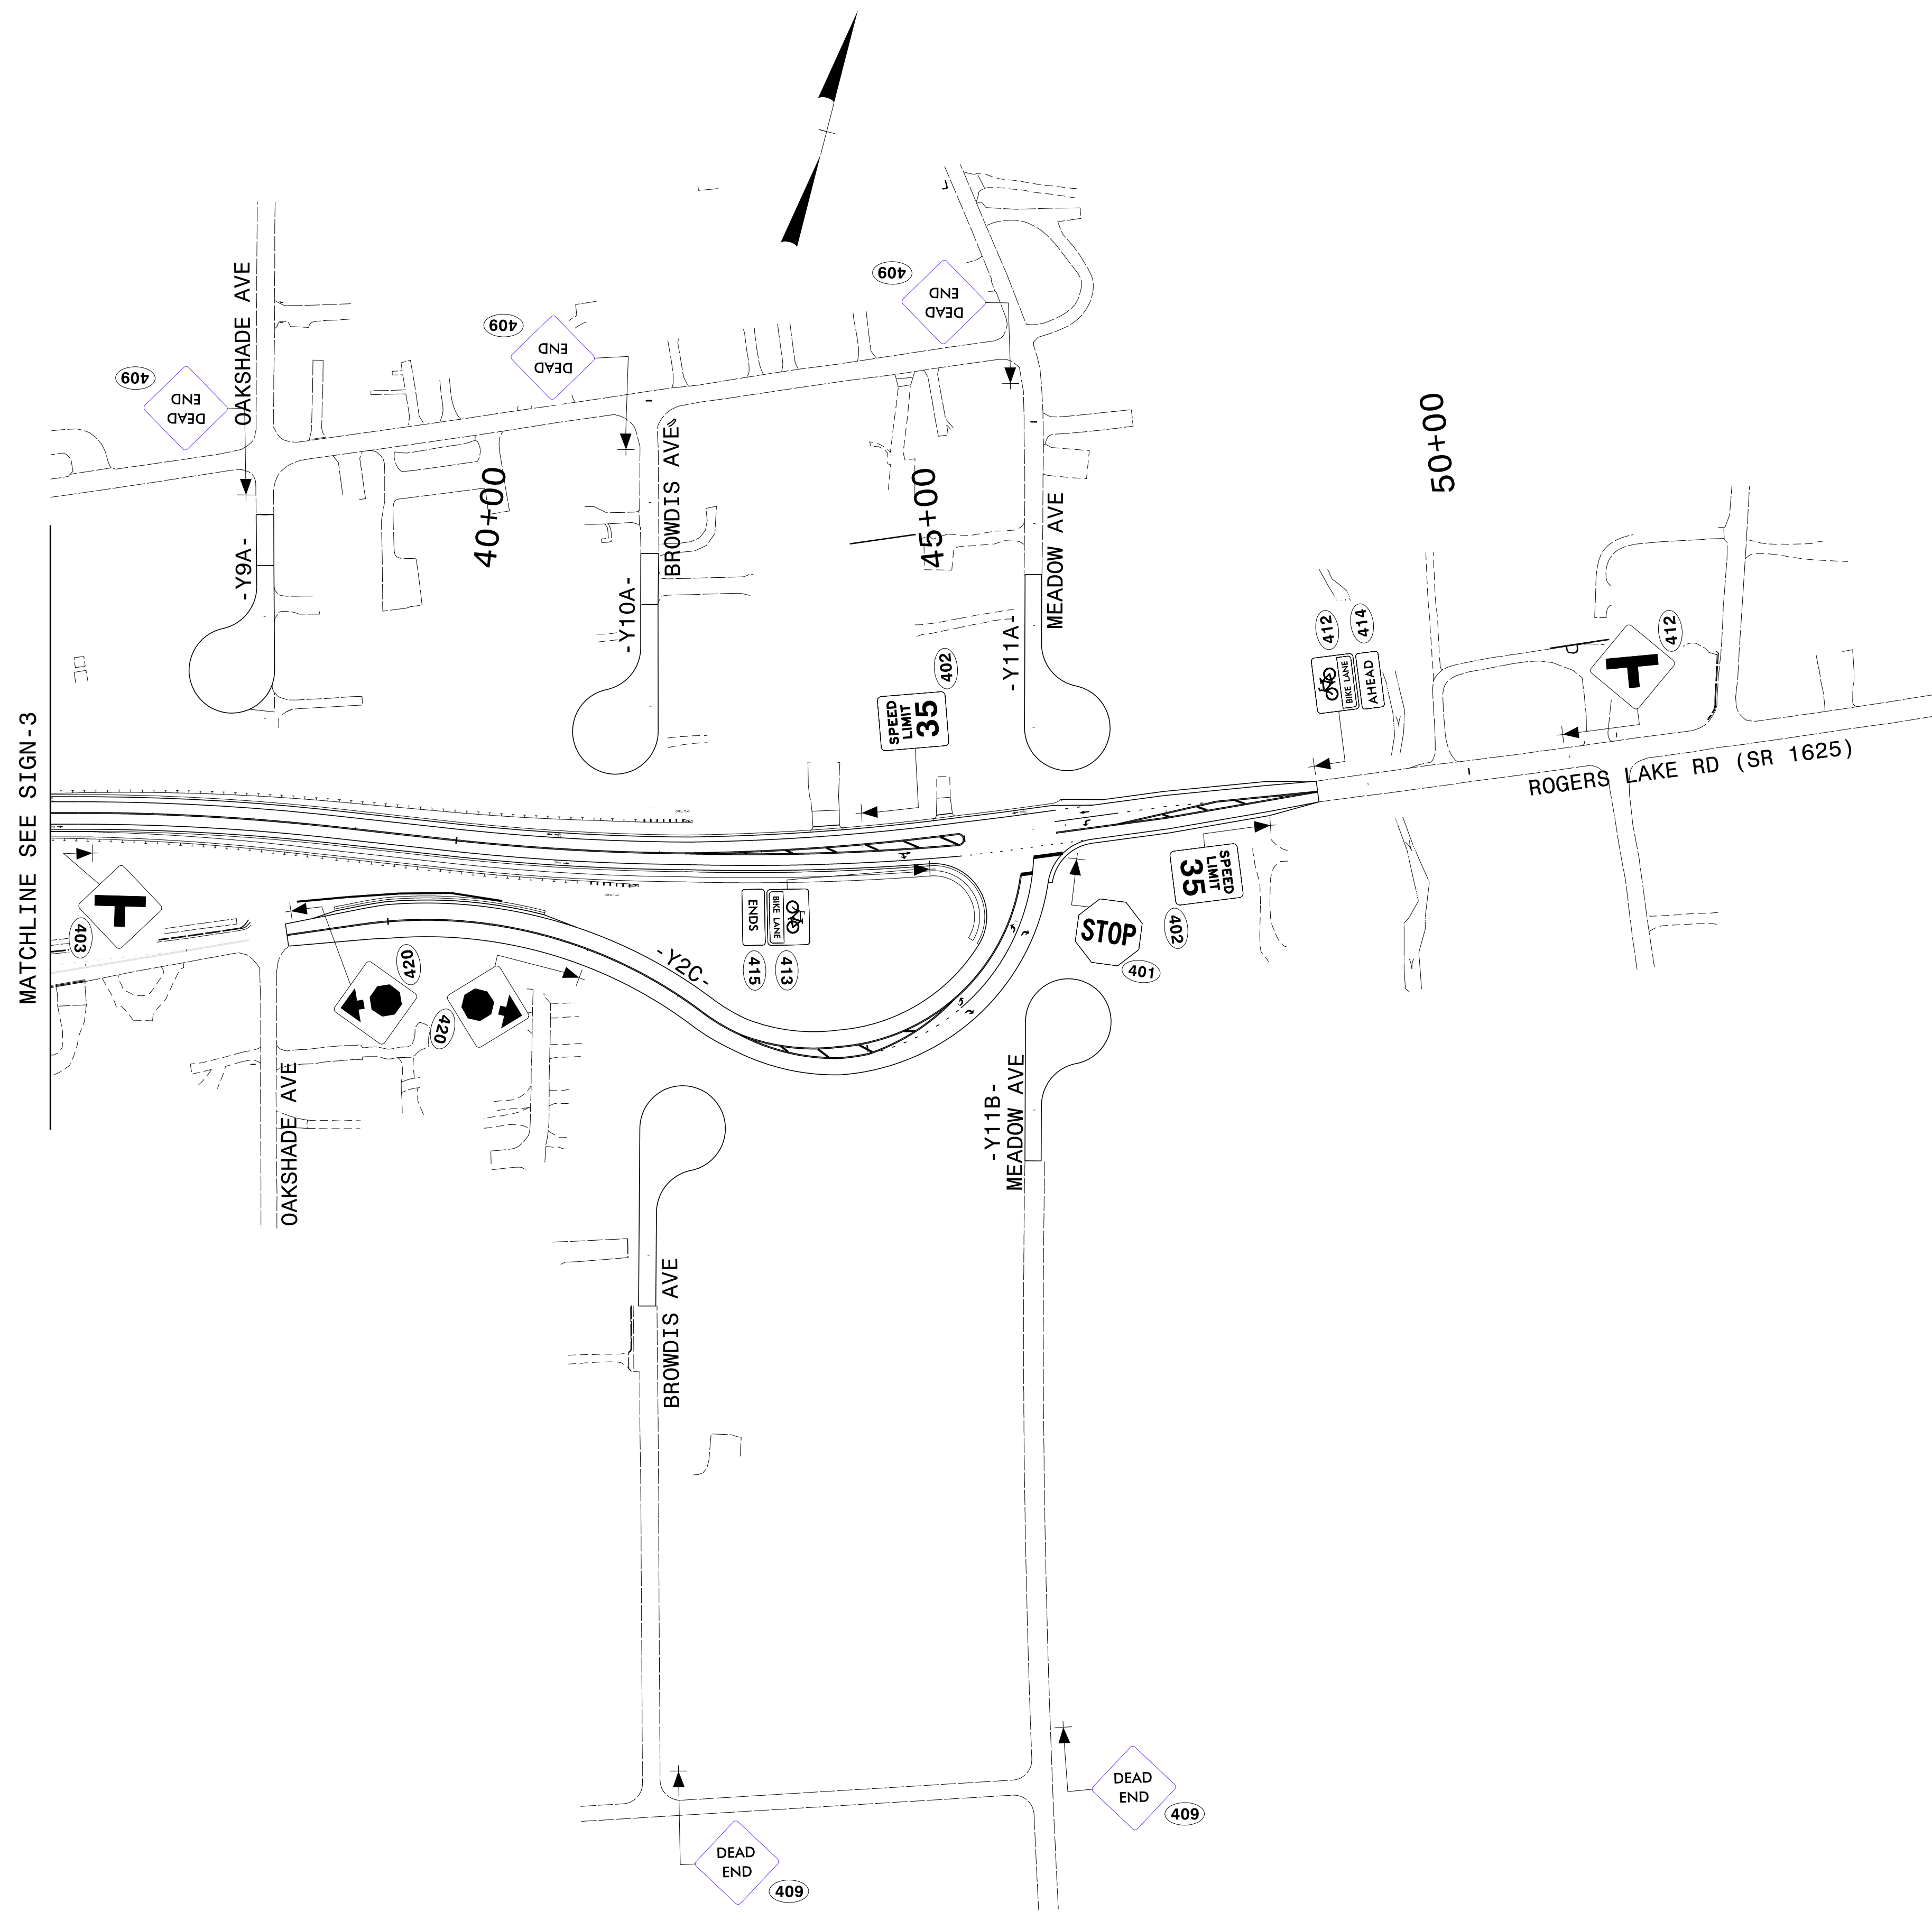 OAKSHADE AVE
409
DEAD
END
409
DEAD
END
409
DEAD
END
-Y9A-
40+00
BROWDIS AVE
-Y10A-
45+00
MEADOW AVE
-Y11A-
50+00
402
SPEED
LIMIT
35
412
414
BIKE LANE
AHEAD
412
ROGERS LAKE RD (SR 1625)
MATCHLINE SEE SIGN-3
403
420
420
-Y2C-
BIKE LANE
ENDS
415
413
SPEED
LIMIT
35
402
STOP
401
OAKSHADE AVE
-Y11B-
MEADOW AVE
BROWDIS AVE
DEAD
END
409
DEAD
END
409